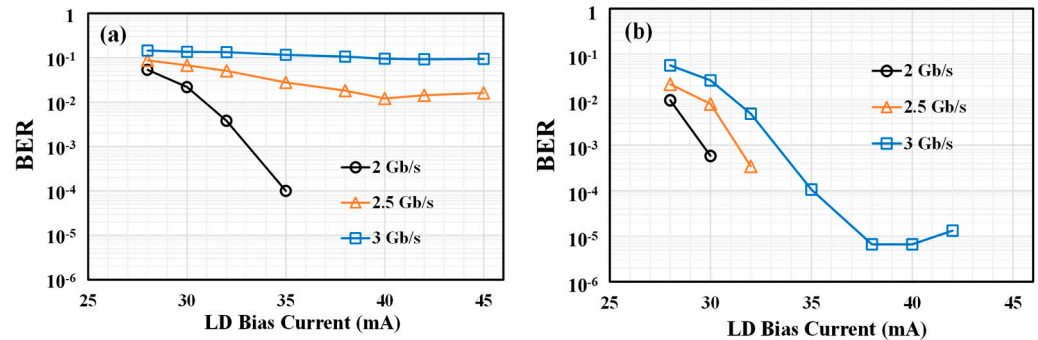 (a)
BER
1
10-1
10-2
10-3
10-4
10-5
10-6
2 Gb/s
2.5 Gb/s
3 Gb/s
25 30 35 40 45
LD Bias Current (mA)
(b)
BER
1
10-1
10-2
10-3
10-4
10-5
10-6
2 Gb/s
2.5 Gb/s
3 Gb/s
25 30 35 40 45
LD Bias Current (mA)